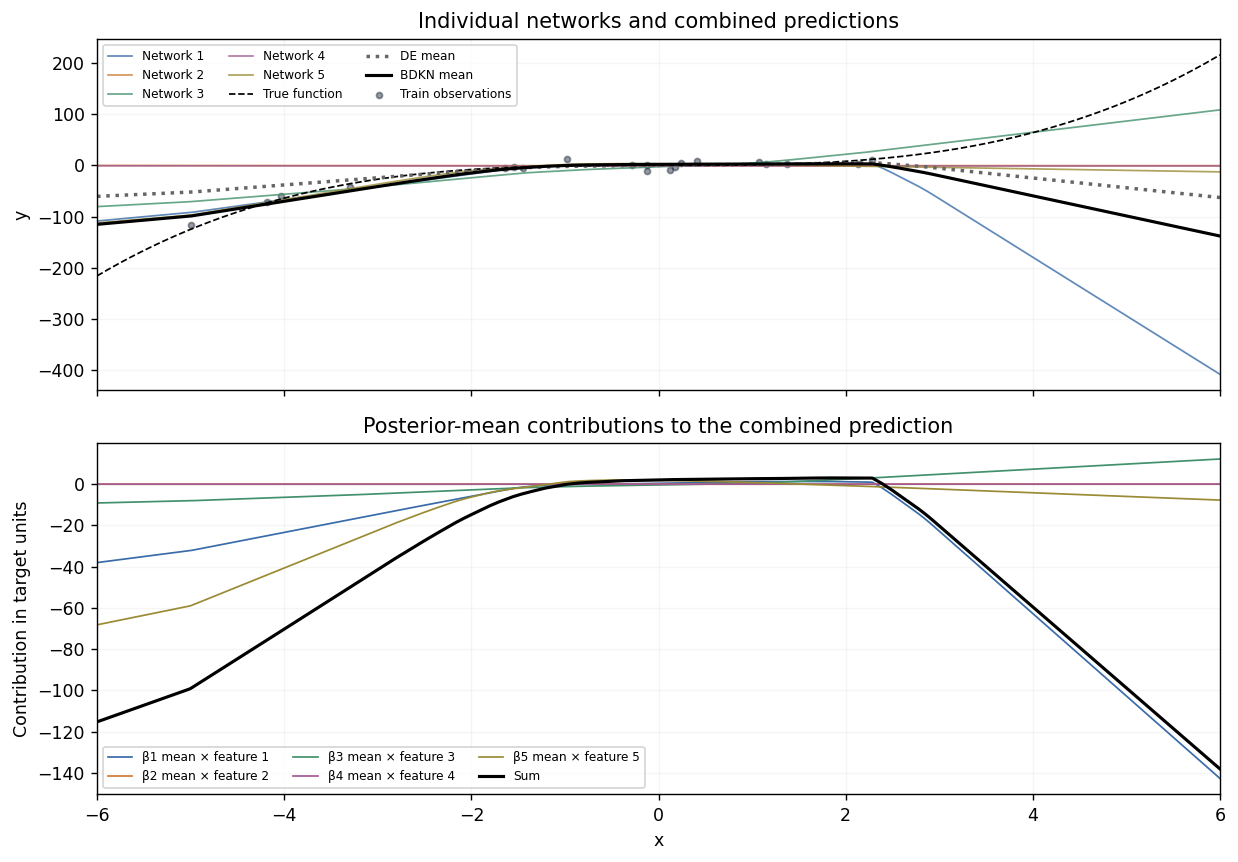 Individual networks and combined predictions
Network 1 Network 4 DE mean
Network 2 Network 5 BDKN mean
Network 3 True function Train observations
200
100
0
−100
−200
−300
−400
y
Posterior-mean contributions to the combined prediction
0
−20
−40
−60
−80
−100
−120
−140
Contribution in target units
β1 mean × feature 1 β3 mean × feature 3 β5 mean × feature 5
β2 mean × feature 2 β4 mean × feature 4 Sum
−6 −4 −2 0 2 4 6
x